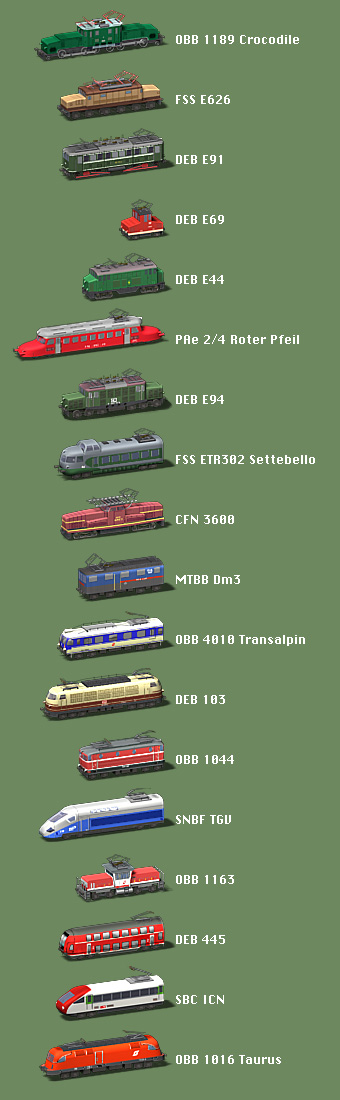 OBB 1189 Crocodile
FSS E626
DEB E91
DEB E69
DEB E44
PAe 2/4 Roter Pfeil
DEB E94
FSS ETR302 Settebello
CFN 3600
MTBB Dm3
OBB 4010 Transalpin
DEB 103
OBB 1044
SNBF TGV
OBB 1163
DEB 445
SBC ICN
OBB 1016 Taurus